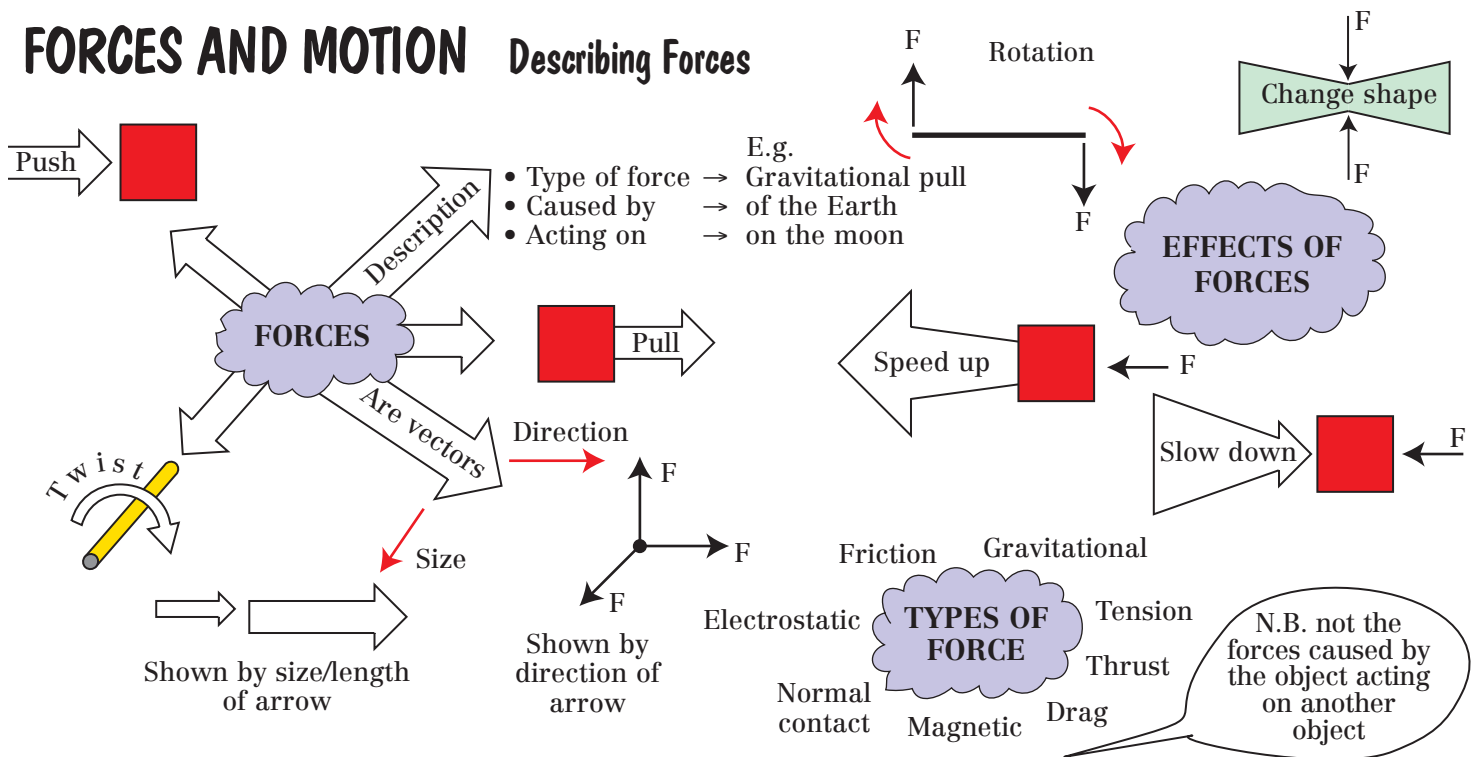 FORCES AND MOTION Describing Forces
Push
Description
E.g.
• Type of force → Gravitational pull
• Caused by → of the Earth
• Acting on → on the moon
F
Rotation
F
F
Change shape
F
EFFECTS OF
FORCES
FORCES
Pull
Speed up
F
Are vectors
Direction
Slow down
F
Twist
F
F
F
Size
Shown by size/length
of arrow
Shown by
direction of
arrow
Friction
Gravitational
Electrostatic
TYPES OF
FORCE
Tension
Thrust
Normal
contact
Magnetic
Drag
N.B. not the
forces caused by
the object acting
on another
object